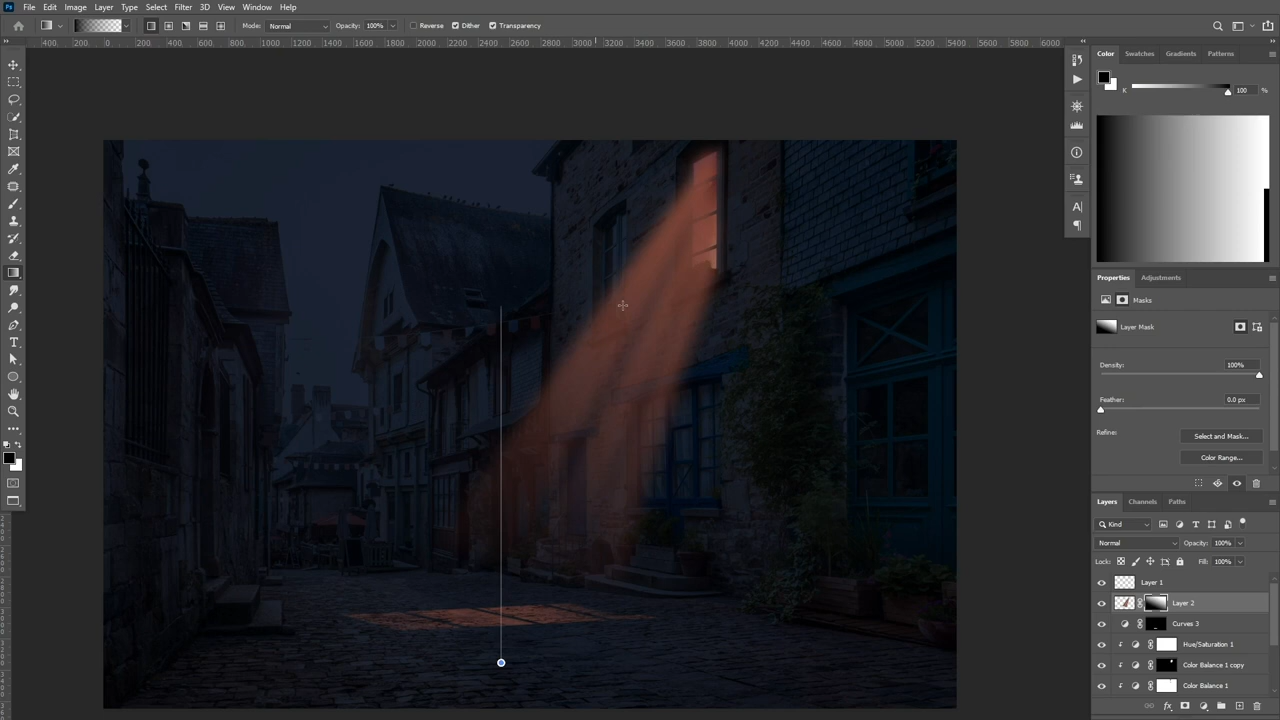 Ps File Edit Image Layer Type Select Filter 3D View Window Help
Mode: Normal Opacity: 100% Reverse Dither Transparency
400 200 0 200 400 600 800 1000 1200 1400 1600 1800 2000 2200 2400 2600 2800 3000 3200 3400 3600 3800 4000 4200 4400 4600 4800 5000 5200 5400 5600 5800 6000
Color Swatches Gradients Patterns
K 100 %
Properties Adjustments
Masks
Layer Mask
Density: 100%
Feather: 0.0 px
Refine: Select and Mask...
Color Range...
Layers Channels Paths
Kind
Normal Opacity: 100%
Lock: Fill: 100%
Layer 1
Layer 2
Curves 3
Hue/Saturation 1
Color Balance 1 copy
Color Balance 1